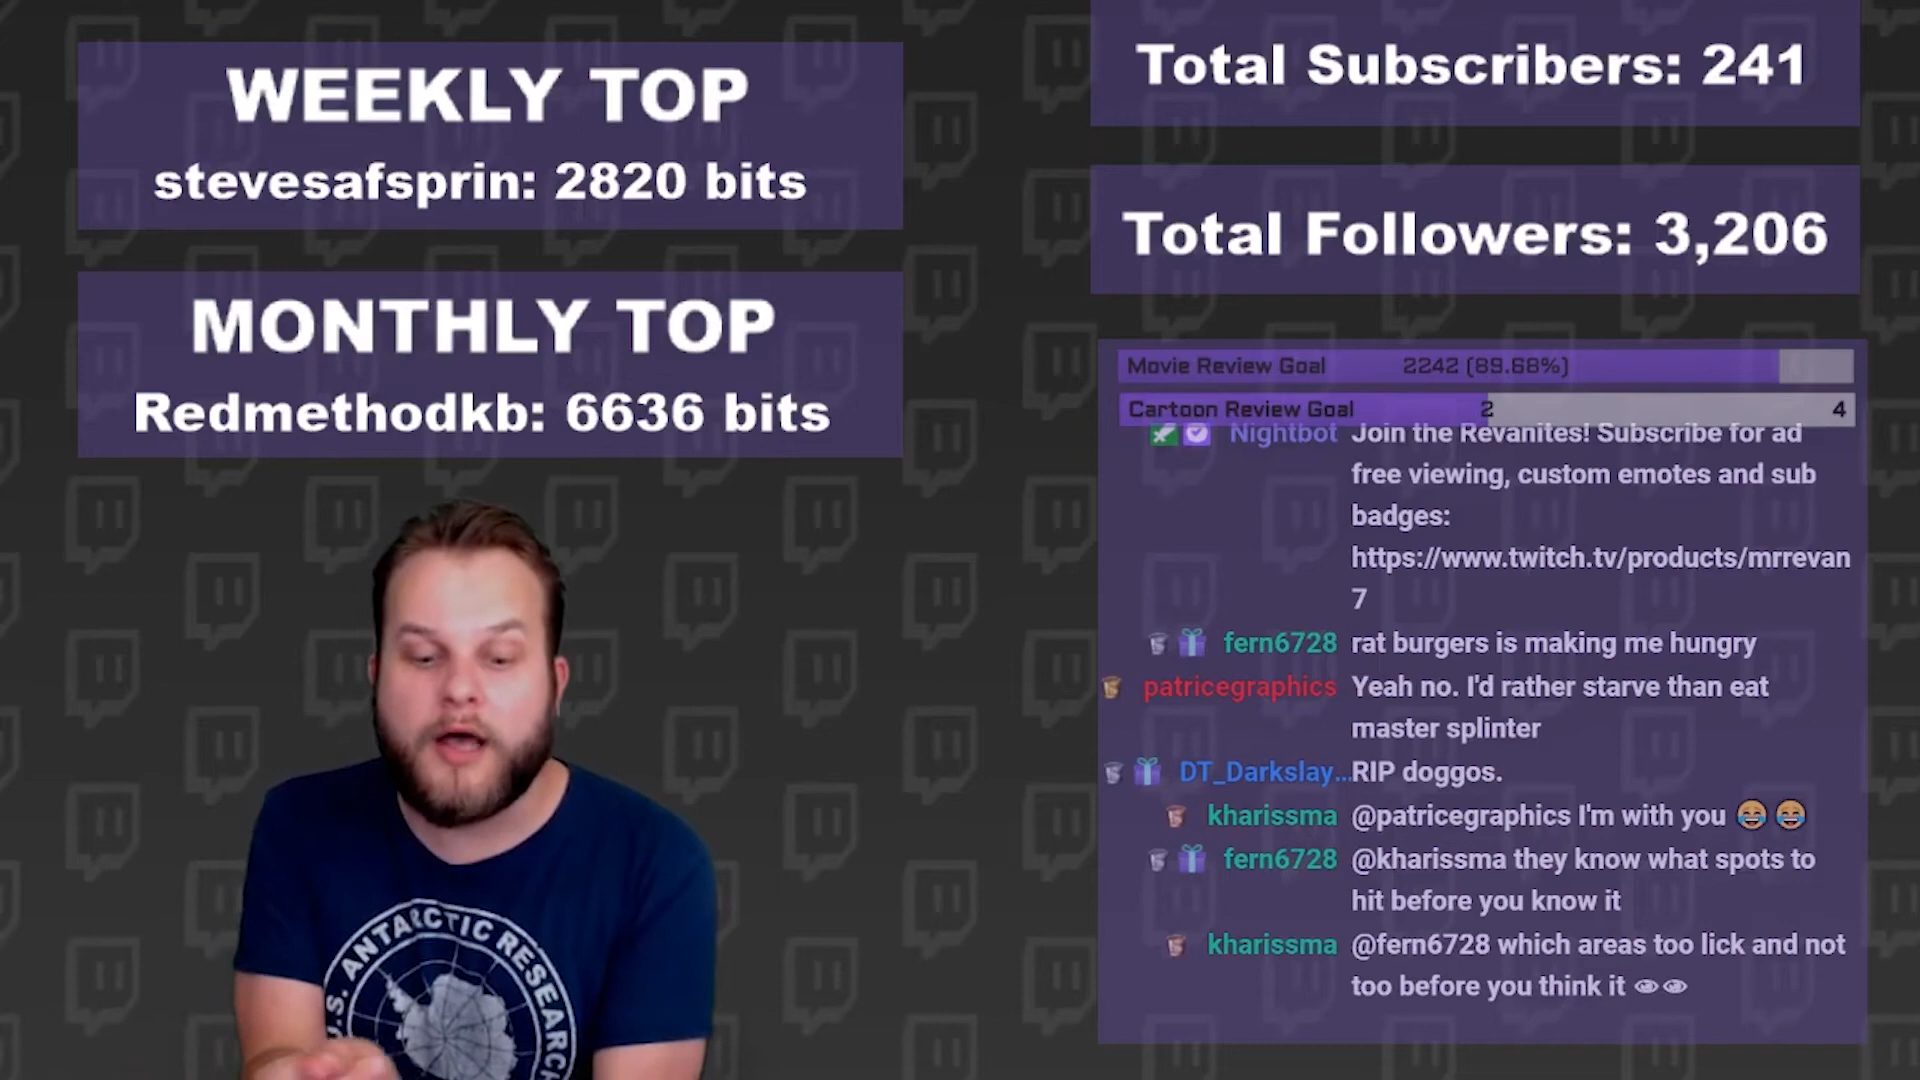 WEEKLY TOP
stevesafsprin: 2820 bits
MONTHLY TOP
Redmethodkb: 6636 bits
Total Subscribers: 241
Total Followers: 3,206
Movie Review Goal 2242 (89.68%)
Cartoon Review Goal 2 4
Nightbot Join the Revanites! Subscribe for ad
free viewing, custom emotes and sub
badges:
https://www.twitch.tv/products/mrrevan
7
fern6728 rat burgers is making me hungry
patricegraphics Yeah no. I'd rather starve than eat
master splinter
DT_Darkslay... RIP doggos.
kharissma @patricegraphics I'm with you 😂 😂
fern6728 @kharissma they know what spots to
hit before you know it
kharissma @fern6728 which areas too lick and not
too before you think it 👁👁
U.S. ANTARCTIC RESEARCH